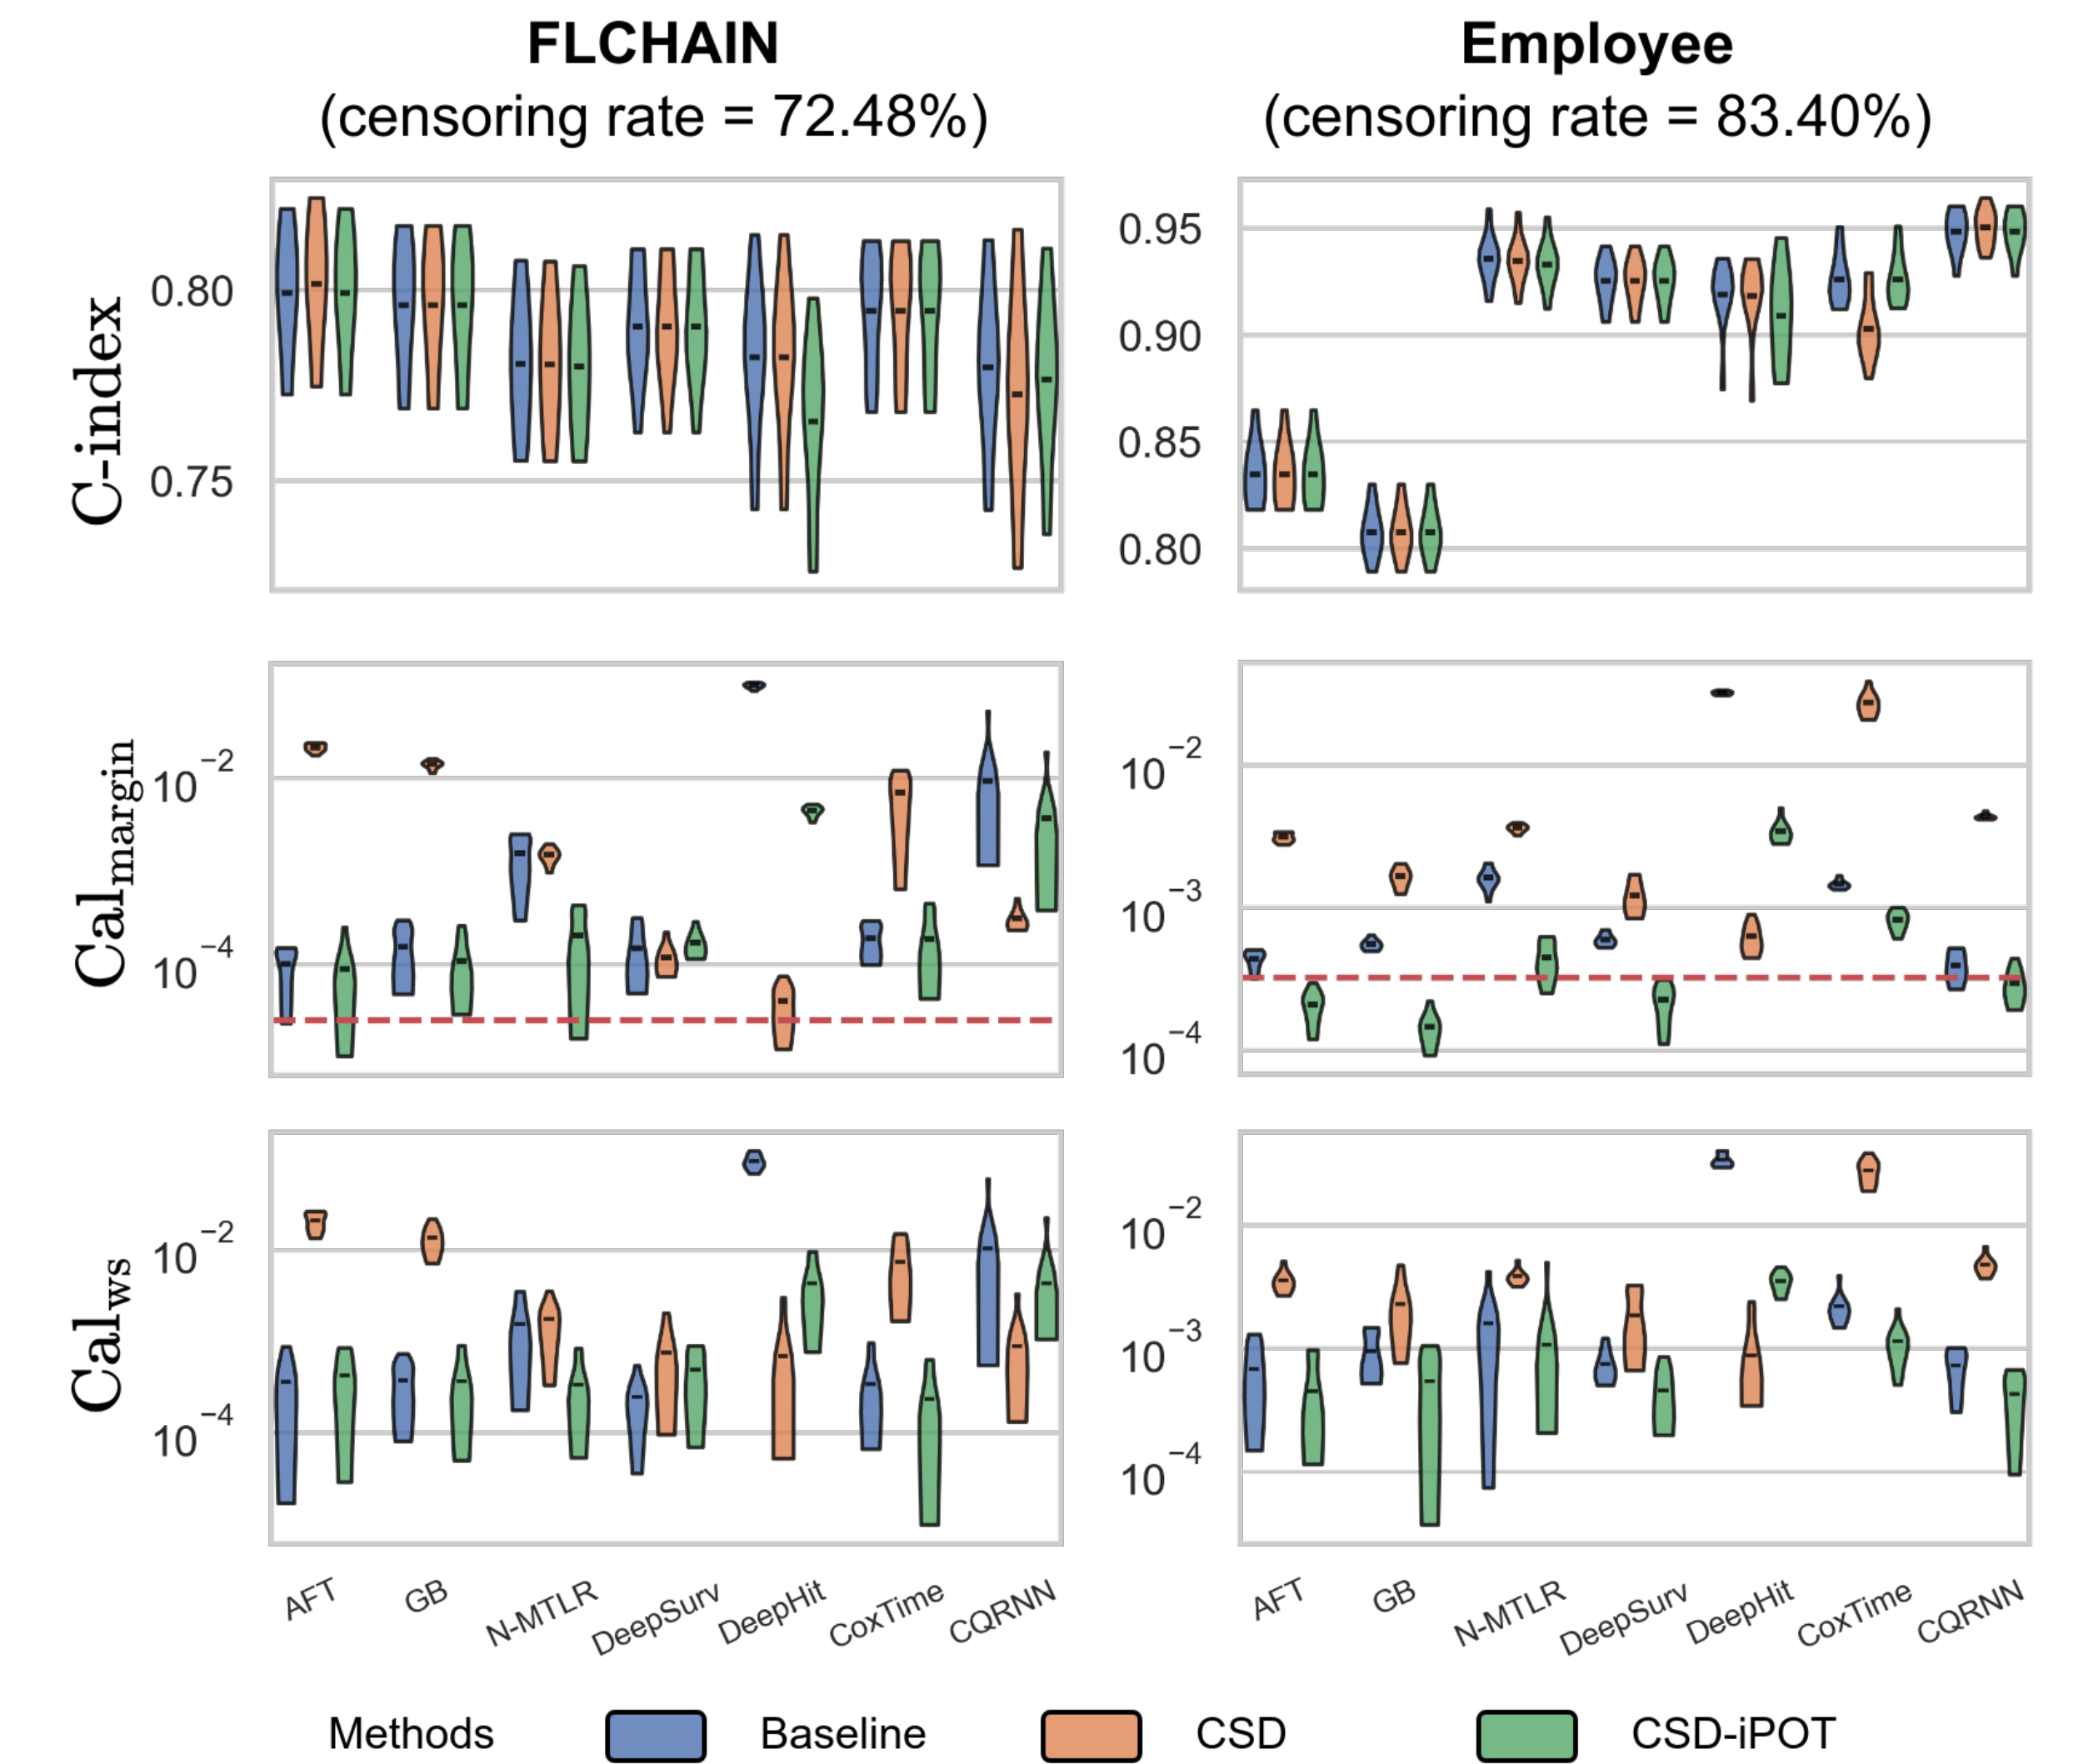 FLCHAIN
(censoring rate = 72.48%)
Employee
(censoring rate = 83.40%)
C-index
0.80
0.75
0.95
0.90
0.85
0.80
Cal_margin
10^−2
10^−4
10^−2
10^−3
10^−4
Cal_ws
10^−2
10^−4
10^−2
10^−3
10^−4
AFT
GB
N-MTLR
DeepSurv
DeepHit
CoxTime
CQRNN
AFT
GB
N-MTLR
DeepSurv
DeepHit
CoxTime
CQRNN
Methods Baseline CSD CSD-iPOT